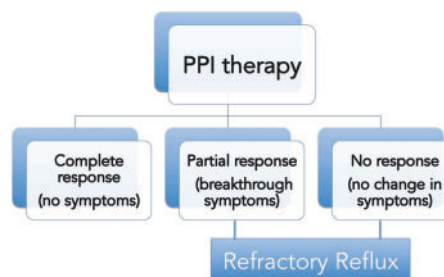 PPI therapy
Complete
response
(no symptoms)
Partial response
(breakthrough
symptoms)
No response
(no change in
symptoms)
Refractory Reflux